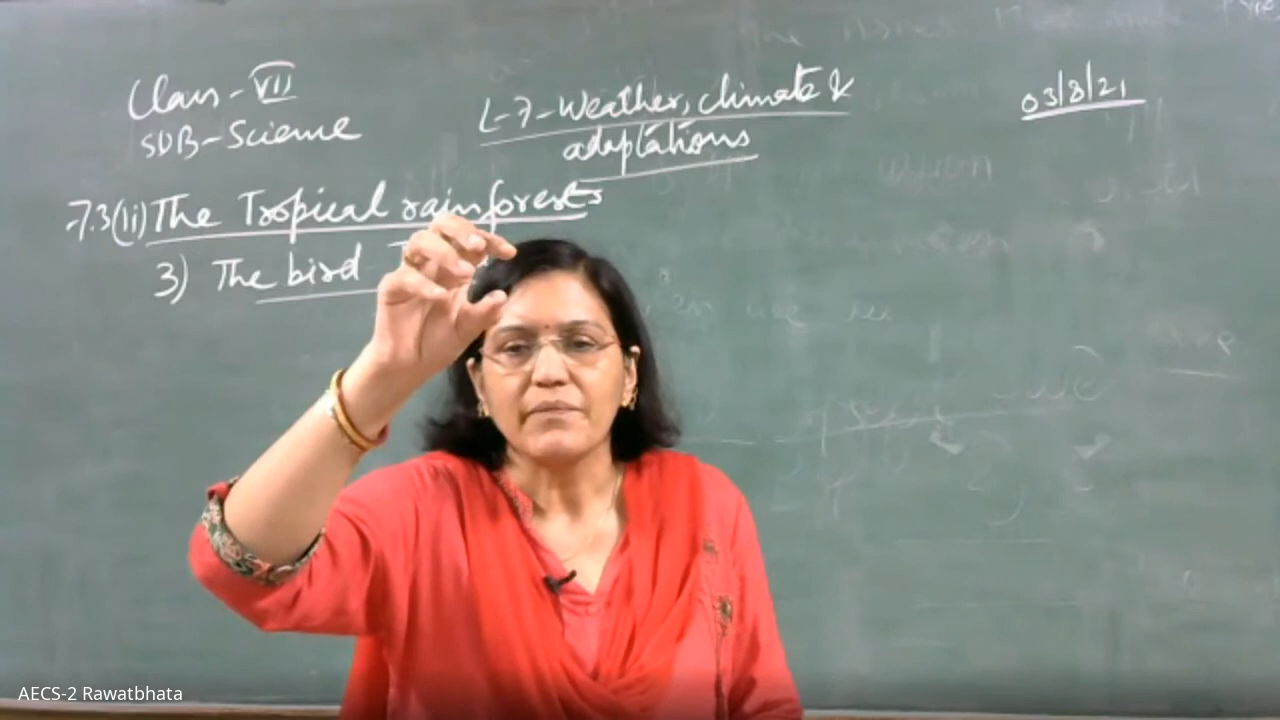 Class - VII
SUB - Science
L-7 - Weather, climate &
adaptations
03/8/21
7.3(ii) The Tropical rainforests
3) The bird
AECS-2 Rawatbhata